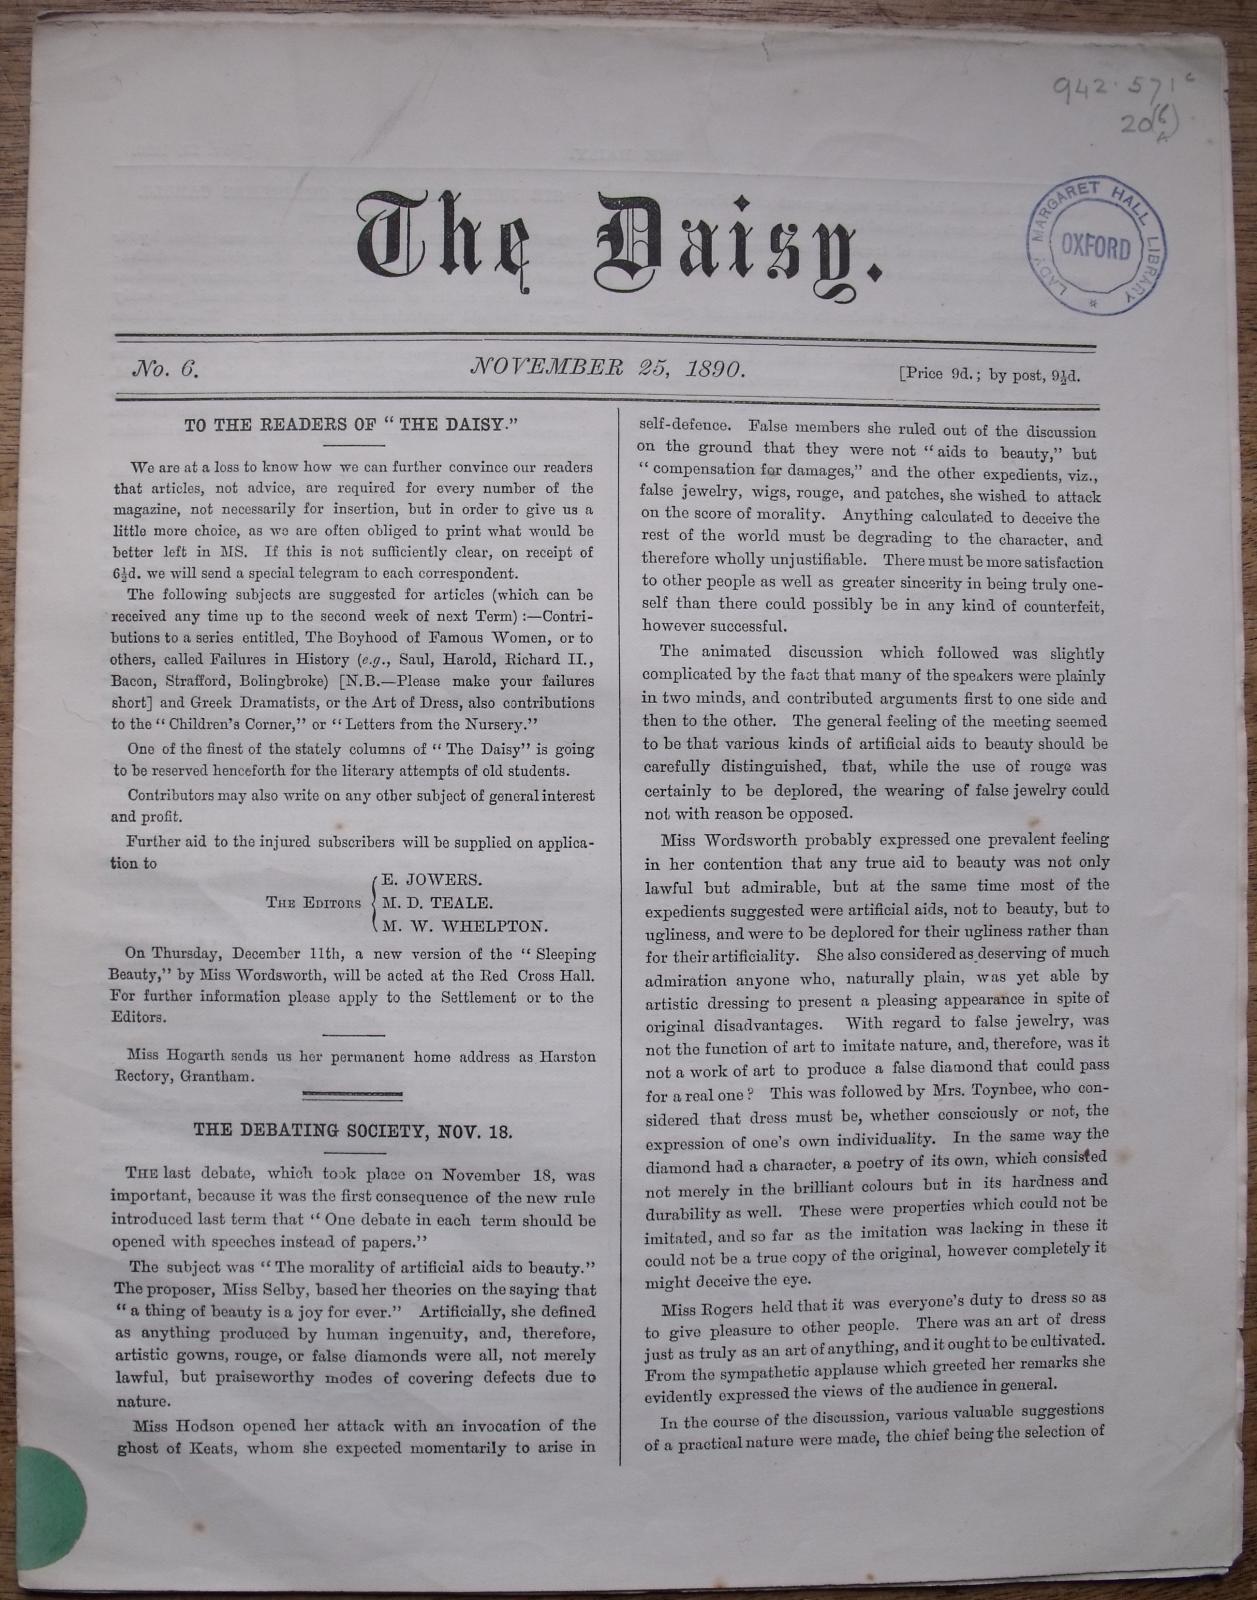 942.571
20(6)
The Daisy.
LADY MARGARET HALL LIBRARY
OXFORD
No. 6. NOVEMBER 25, 1890. [Price 9d.; by post, 9½d.
TO THE READERS OF "THE DAISY."
We are at a loss to know how we can further convince our readers
that articles, not advice, are required for every number of the
magazine, not necessarily for insertion, but in order to give us a
little more choice, as we are often obliged to print what would be
better left in MS. If this is not sufficiently clear, on receipt of
6½d. we will send a special telegram to each correspondent.
The following subjects are suggested for articles (which can be
received any time up to the second week of next Term) :—Contri-
butions to a series entitled, The Boyhood of Famous Women, or to
others, called Failures in History (e.g., Saul, Harold, Richard II.,
Bacon, Strafford, Bolingbroke) [N.B.—Please make your failures
short] and Greek Dramatists, or the Art of Dress, also contributions
to the "Children's Corner," or "Letters from the Nursery."
One of the finest of the stately columns of "The Daisy" is going
to be reserved henceforth for the literary attempts of old students.
Contributors may also write on any other subject of general interest
and profit.
Further aid to the injured subscribers will be supplied on applica-
tion to
E. JOWERS.
THE EDITORS { M. D. TEALE.
M. W. WHELPTON.
On Thursday, December 11th, a new version of the "Sleeping
Beauty," by Miss Wordsworth, will be acted at the Red Cross Hall.
For further information please apply to the Settlement or to the
Editors.
Miss Hogarth sends us her permanent home address as Harston
Rectory, Grantham.
THE DEBATING SOCIETY, NOV. 18.
THE last debate, which took place on November 18, was
important, because it was the first consequence of the new rule
introduced last term that "One debate in each term should be
opened with speeches instead of papers."
The subject was "The morality of artificial aids to beauty."
The proposer, Miss Selby, based her theories on the saying that
"a thing of beauty is a joy for ever." Artificially, she defined
as anything produced by human ingenuity, and, therefore,
artistic gowns, rouge, or false diamonds were all, not merely
lawful, but praiseworthy modes of covering defects due to
nature.
Miss Hodson opened her attack with an invocation of the
ghost of Keats, whom she expected momentarily to arise in
self-defence. False members she ruled out of the discussion
on the ground that they were not "aids to beauty," but
"compensation for damages," and the other expedients, viz.,
false jewelry, wigs, rouge, and patches, she wished to attack
on the score of morality. Anything calculated to deceive the
rest of the world must be degrading to the character, and
therefore wholly unjustifiable. There must be more satisfaction
to other people as well as greater sincerity in being truly one-
self than there could possibly be in any kind of counterfeit,
however successful.
The animated discussion which followed was slightly
complicated by the fact that many of the speakers were plainly
in two minds, and contributed arguments first to one side and
then to the other. The general feeling of the meeting seemed
to be that various kinds of artificial aids to beauty should be
carefully distinguished, that, while the use of rouge was
certainly to be deplored, the wearing of false jewelry could
not with reason be opposed.
Miss Wordsworth probably expressed one prevalent feeling
in her contention that any true aid to beauty was not only
lawful but admirable, but at the same time most of the
expedients suggested were artificial aids, not to beauty, but to
ugliness, and were to be deplored for their ugliness rather than
for their artificiality. She also considered as deserving of much
admiration anyone who, naturally plain, was yet able by
artistic dressing to present a pleasing appearance in spite of
original disadvantages. With regard to false jewelry, was
not the function of art to imitate nature, and, therefore, was it
not a work of art to produce a false diamond that could pass
for a real one? This was followed by Mrs. Toynbee, who con-
sidered that dress must be, whether consciously or not, the
expression of one's own individuality. In the same way the
diamond had a character, a poetry of its own, which consisted
not merely in the brilliant colours but in its hardness and
durability as well. These were properties which could not be
imitated, and so far as the imitation was lacking in these it
could not be a true copy of the original, however completely it
might deceive the eye.
Miss Rogers held that it was everyone's duty to dress so as
to give pleasure to other people. There was an art of dress
just as truly as an art of anything, and it ought to be cultivated.
From the sympathetic applause which greeted her remarks she
evidently expressed the views of the audience in general.
In the course of the discussion, various valuable suggestions
of a practical nature were made, the chief being the selection of